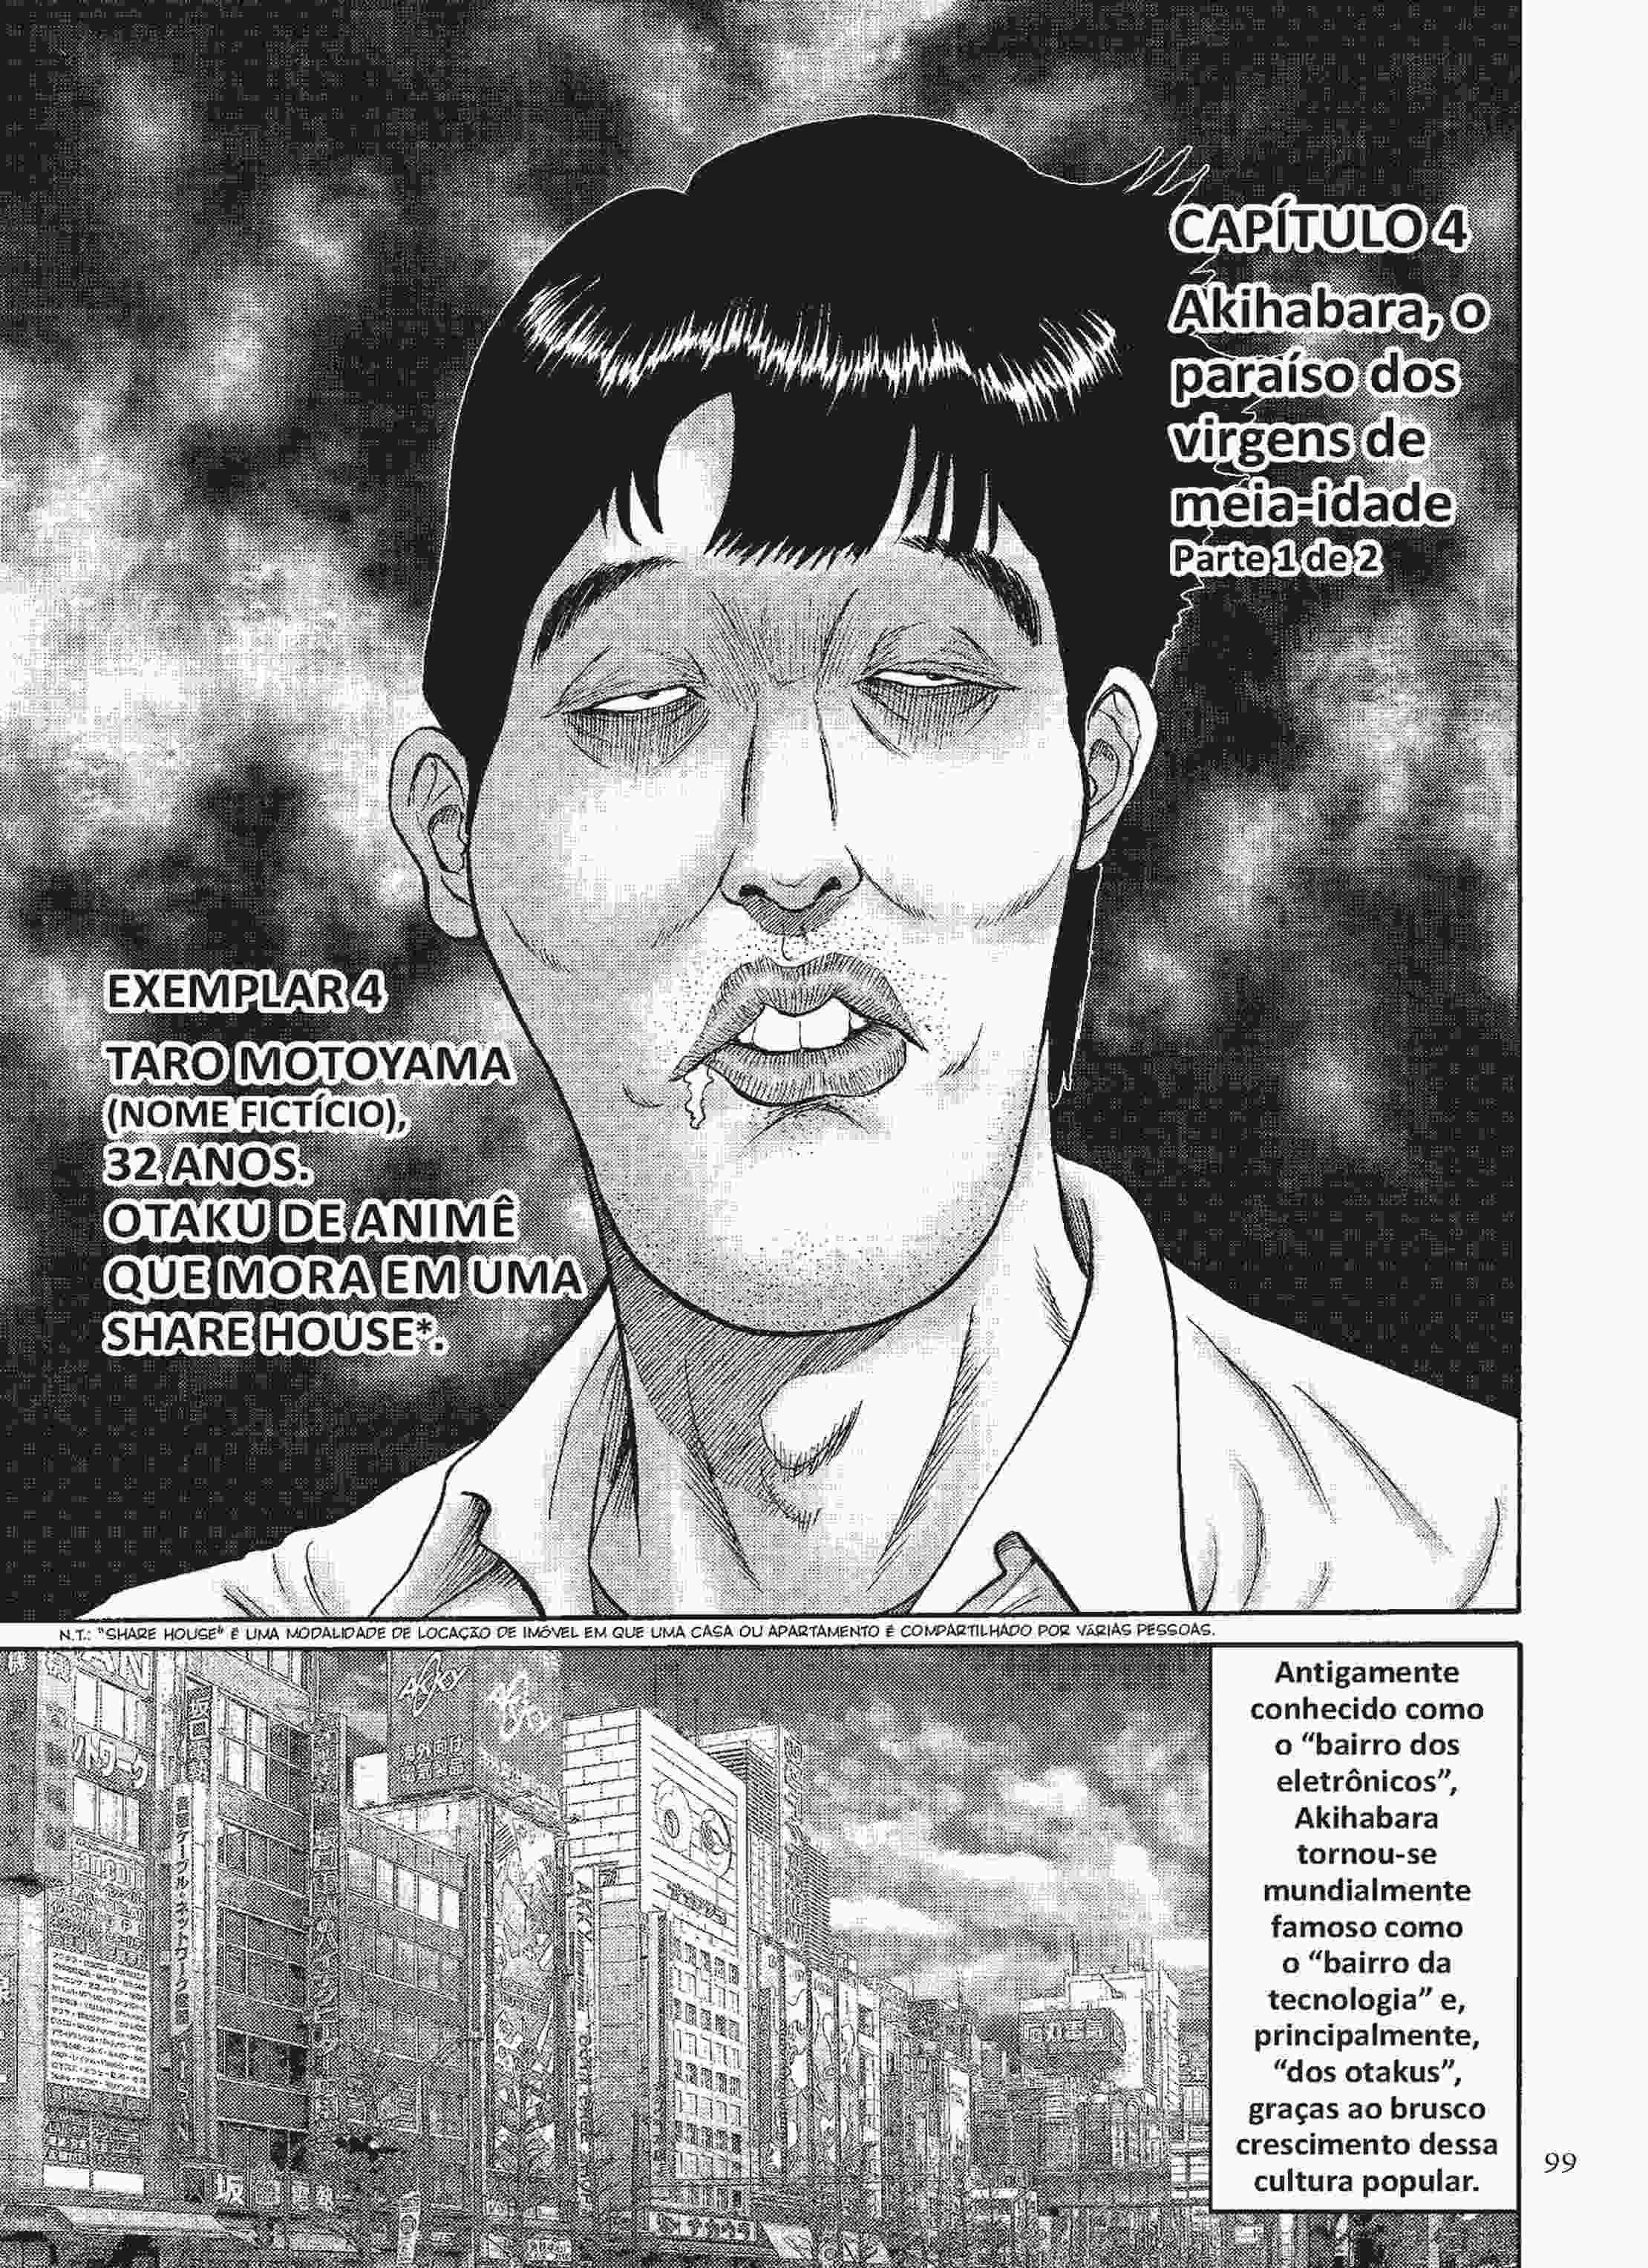 CAPÍTULO 4
Akihabara, o
paraíso dos
virgens de
meia-idade
Parte 1 de 2
EXEMPLAR 4
TARO MOTOYAMA
(NOME FICTÍCIO),
32 ANOS.
OTAKU DE ANIMÊ
QUE MORA EM UMA
SHARE HOUSE*.
N.T.: "SHARE HOUSE" É UMA MODALIDADE DE LOCAÇÃO DE IMÓVEL EM QUE UMA CASA OU APARTAMENTO É COMPARTILHADO POR VÁRIAS PESSOAS.
Antigamente
conhecido como
o “bairro dos
eletrônicos”,
Akihabara
tornou-se
mundialmente
famoso como
o “bairro da
tecnologia” e,
principalmente,
“dos otakus”,
graças ao brusco
crescimento dessa
cultura popular.
99